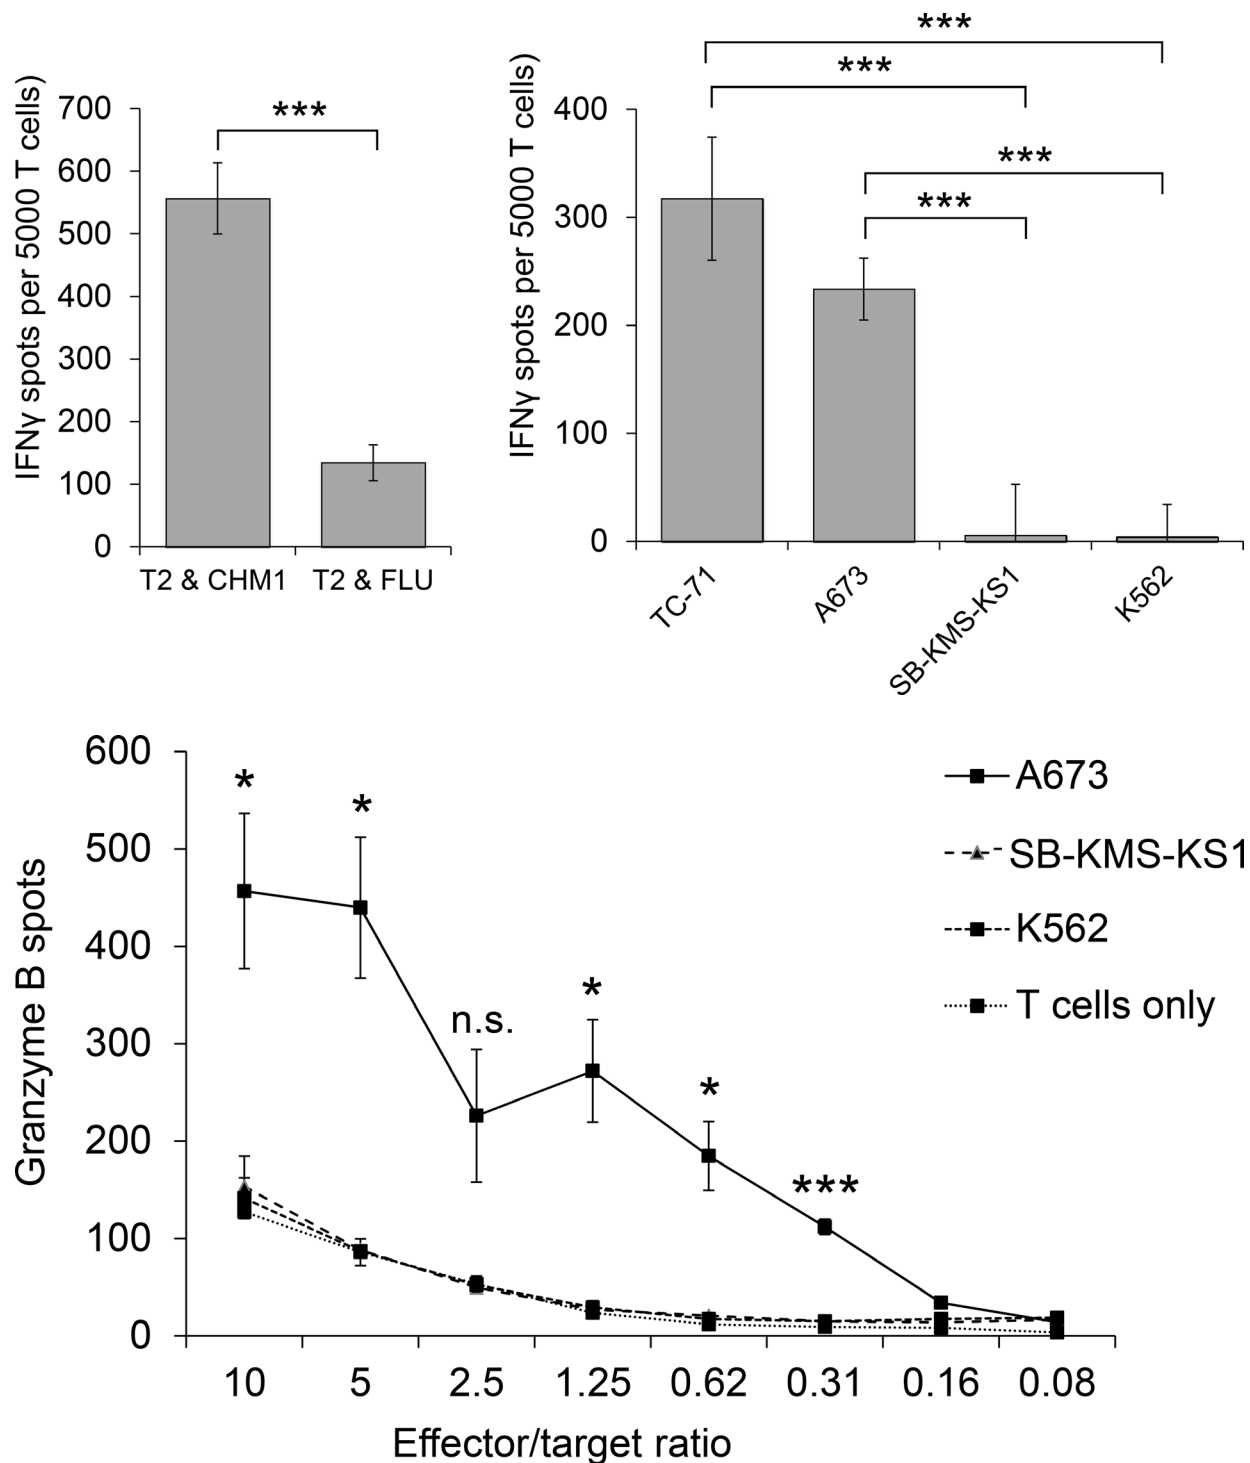 IFNγ spots per 5000 T cells)
700
600
500
400
300
200
100
0
***
T2 & CHM1
T2 & FLU
IFNγ spots per 5000 T cells)
400
300
200
100
0
***
***
***
***
TC-71
A673
SB-KMS-KS1
K562
Granzyme B spots
600
500
400
300
200
100
0
*
*
n.s.
*
*
***
A673
SB-KMS-KS1
K562
T cells only
10 5 2.5 1.25 0.62 0.31 0.16 0.08
Effector/target ratio